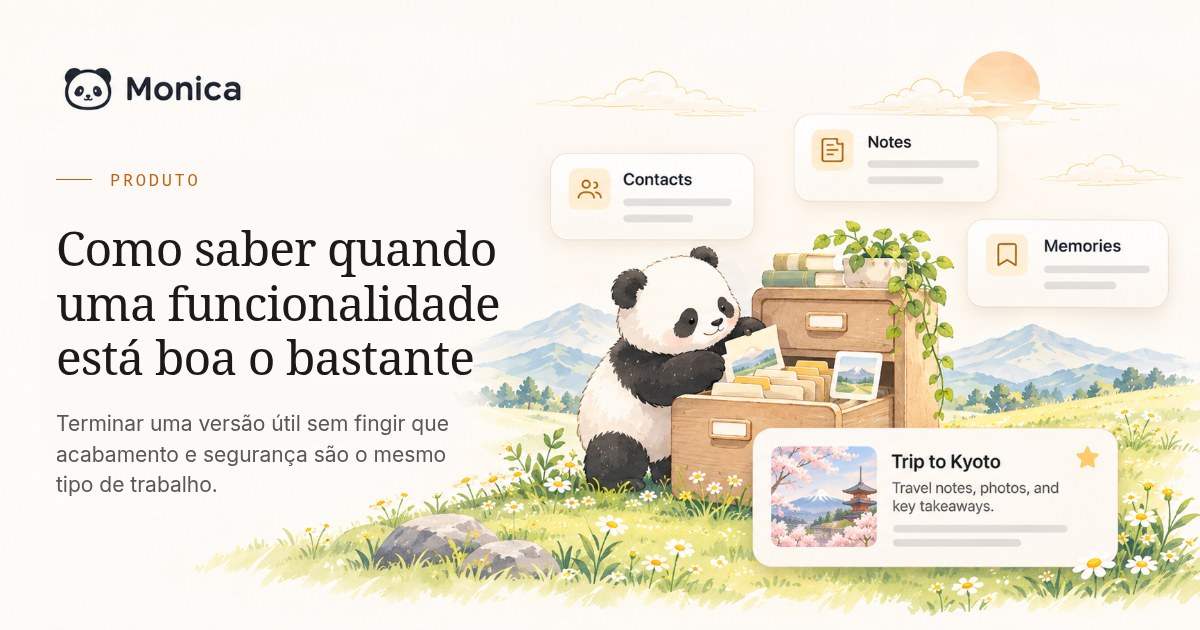 Monica
PRODUTO
Como saber quando
uma funcionalidade
está boa o bastante
Terminar uma versão útil sem fingir que
acabamento e segurança são o mesmo
tipo de trabalho.
Contacts
Notes
Memories
Trip to Kyoto
Travel notes, photos, and
key takeaways.